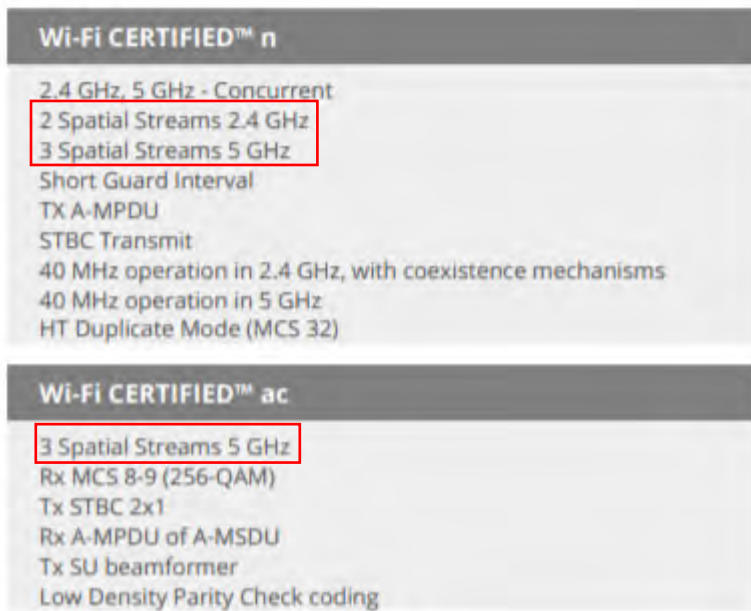 Wi-Fi CERTIFIED™ n
2.4 GHz, 5 GHz - Concurrent
2 Spatial Streams 2.4 GHz
3 Spatial Streams 5 GHz
Short Guard Interval
TX A-MPDU
STBC Transmit
40 MHz operation in 2.4 GHz, with coexistence mechanisms
40 MHz operation in 5 GHz
HT Duplicate Mode (MCS 32)
Wi-Fi CERTIFIED™ ac
3 Spatial Streams 5 GHz
Rx MCS 8-9 (256-QAM)
Tx STBC 2x1
Rx A-MPDU of A-MSDU
Tx SU beamformer
Low Density Parity Check coding